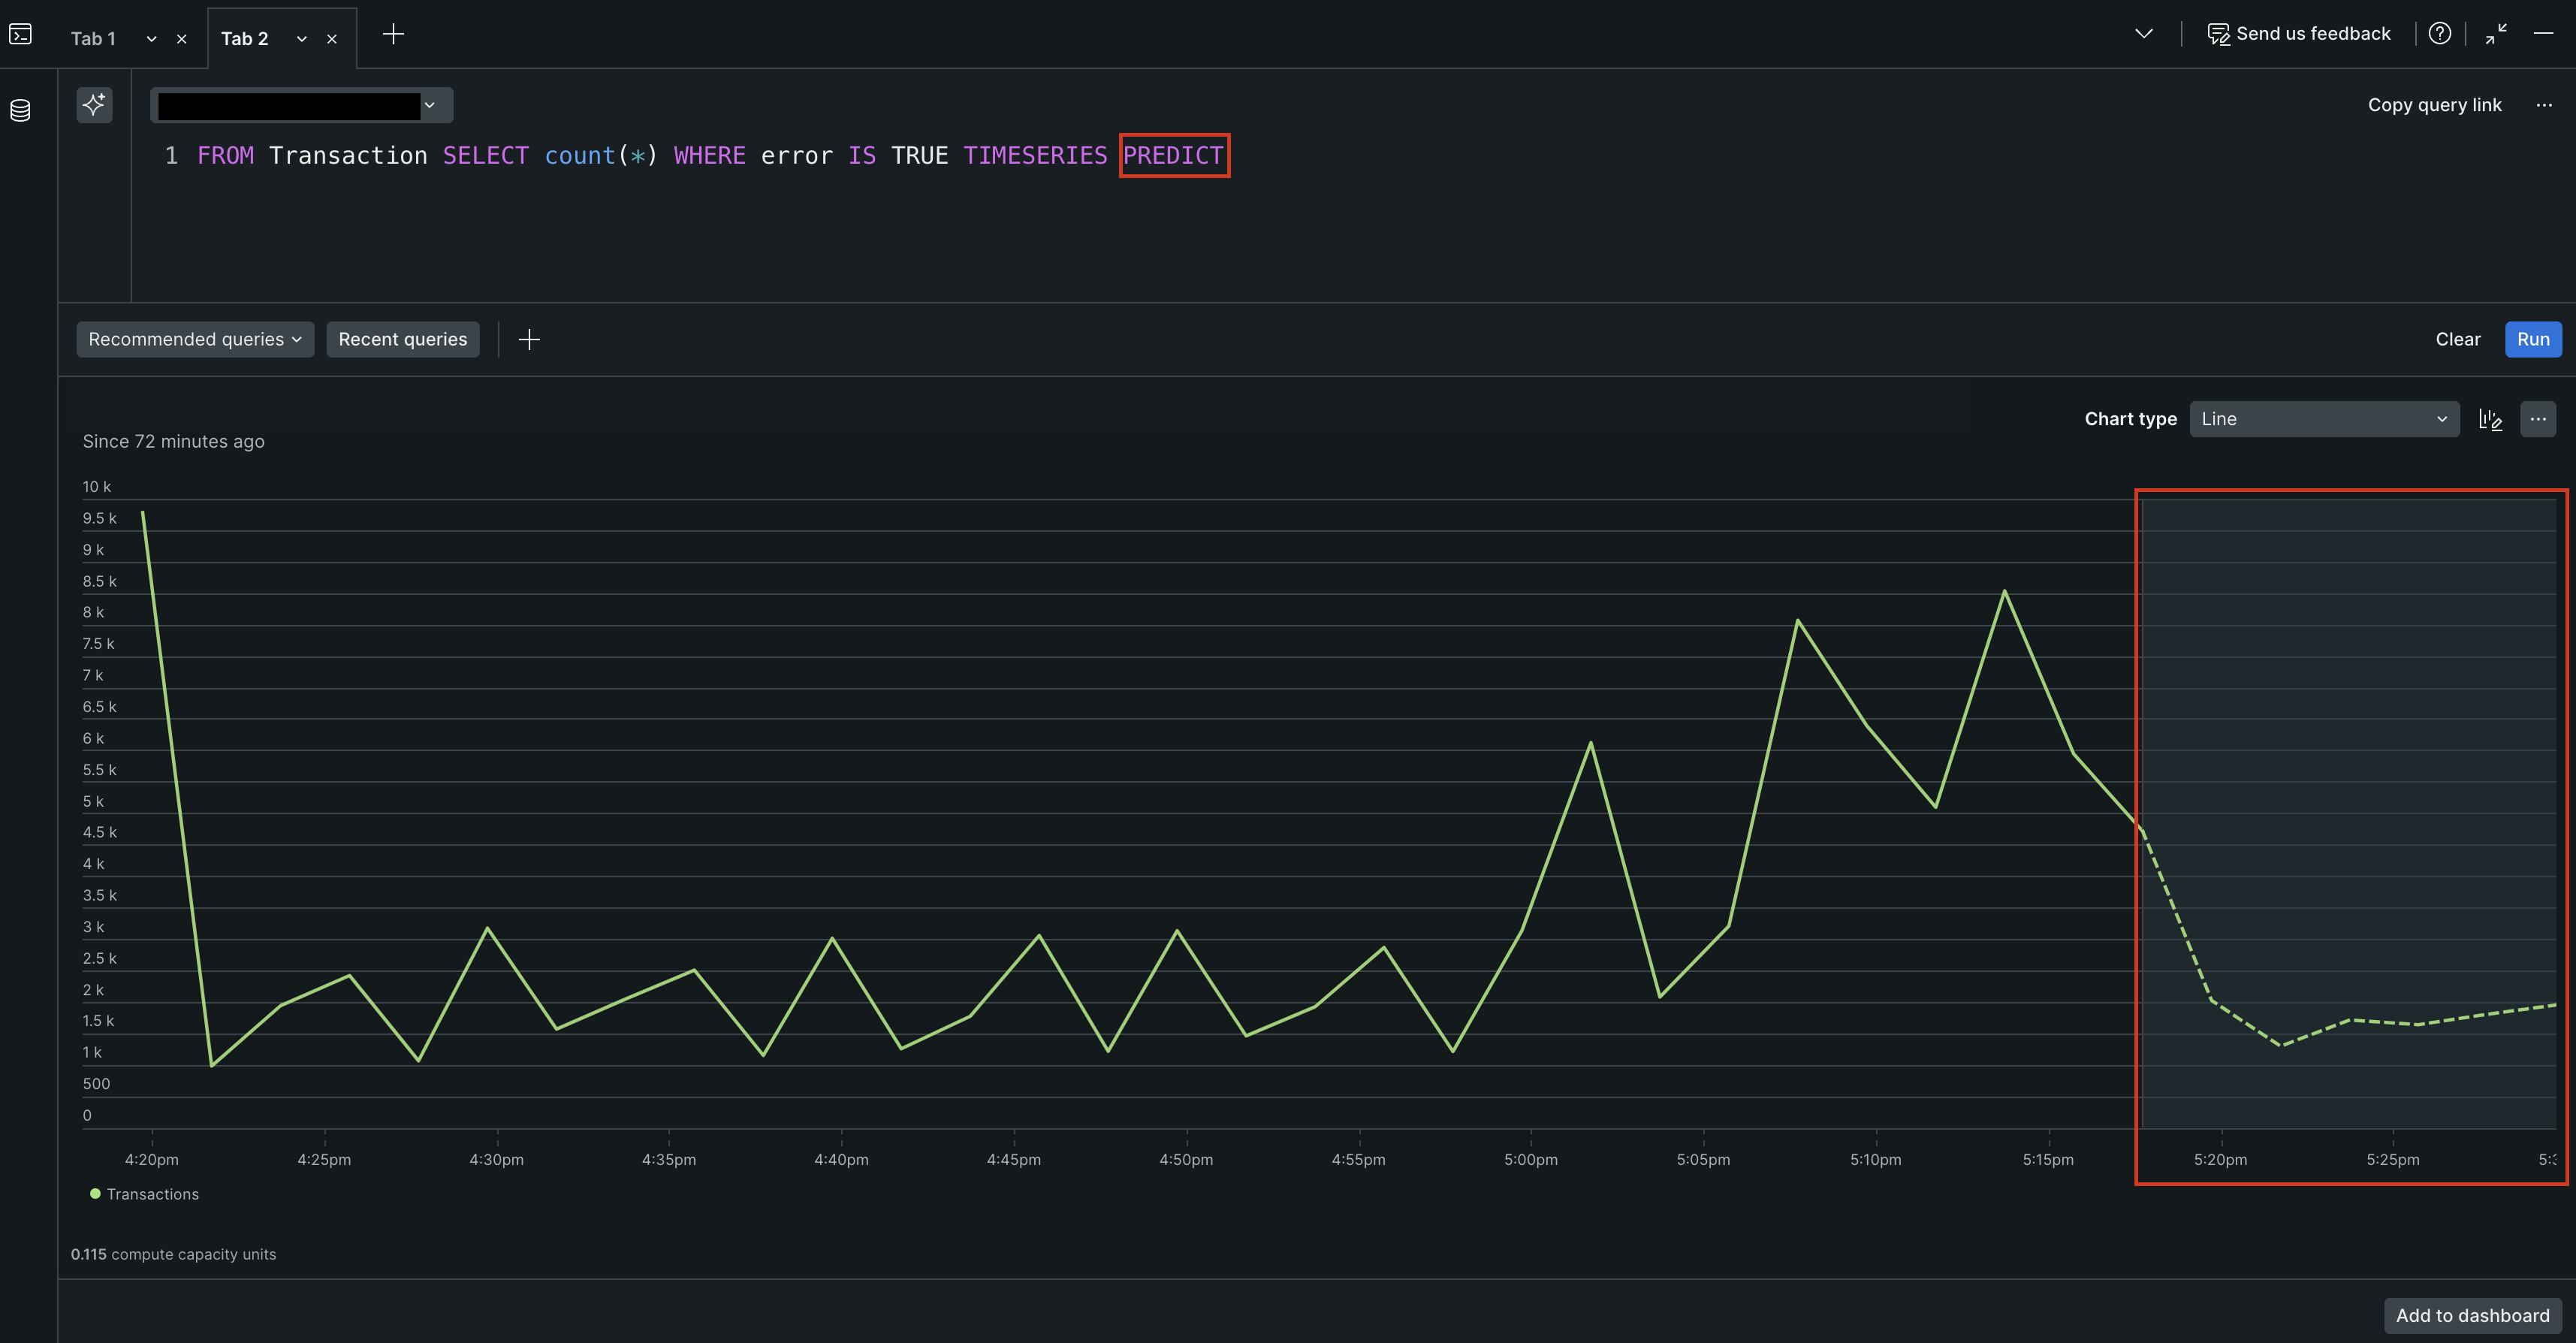 Tab 1
Tab 2
Send us feedback
Copy query link
1 FROM Transaction SELECT count(*) WHERE error IS TRUE TIMESERIES PREDICT
Recommended queries
Recent queries
Clear
Run
Chart type
Line
Since 72 minutes ago
10 k
9.5 k
9 k
8.5 k
8 k
7.5 k
7 k
6.5 k
6 k
5.5 k
5 k
4.5 k
4 k
3.5 k
3 k
2.5 k
2 k
1.5 k
1 k
500
0
4:20pm
4:25pm
4:30pm
4:35pm
4:40pm
4:45pm
4:50pm
4:55pm
5:00pm
5:05pm
5:10pm
5:15pm
5:20pm
5:25pm
Transactions
0.115 compute capacity units
Add to dashboard